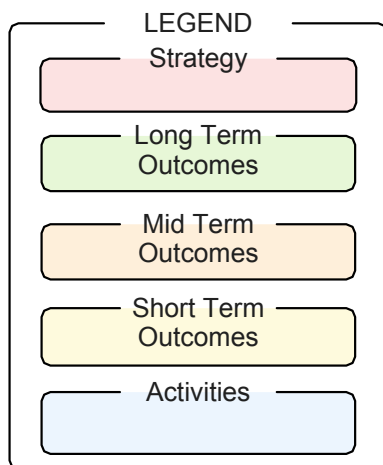 LEGEND
Strategy
Long Term
Outcomes
Mid Term
Outcomes
Short Term
Outcomes
Activities